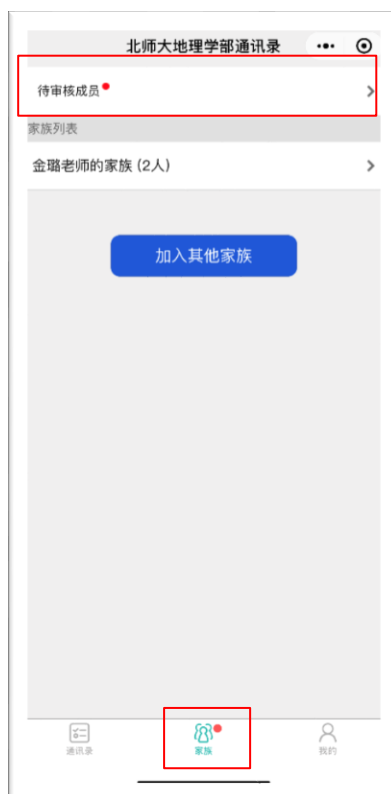 北师大地理学部通讯录
待审核成员
家族列表
金璐老师的家族 (2人)
加入其他家族
通讯录
家族
我的